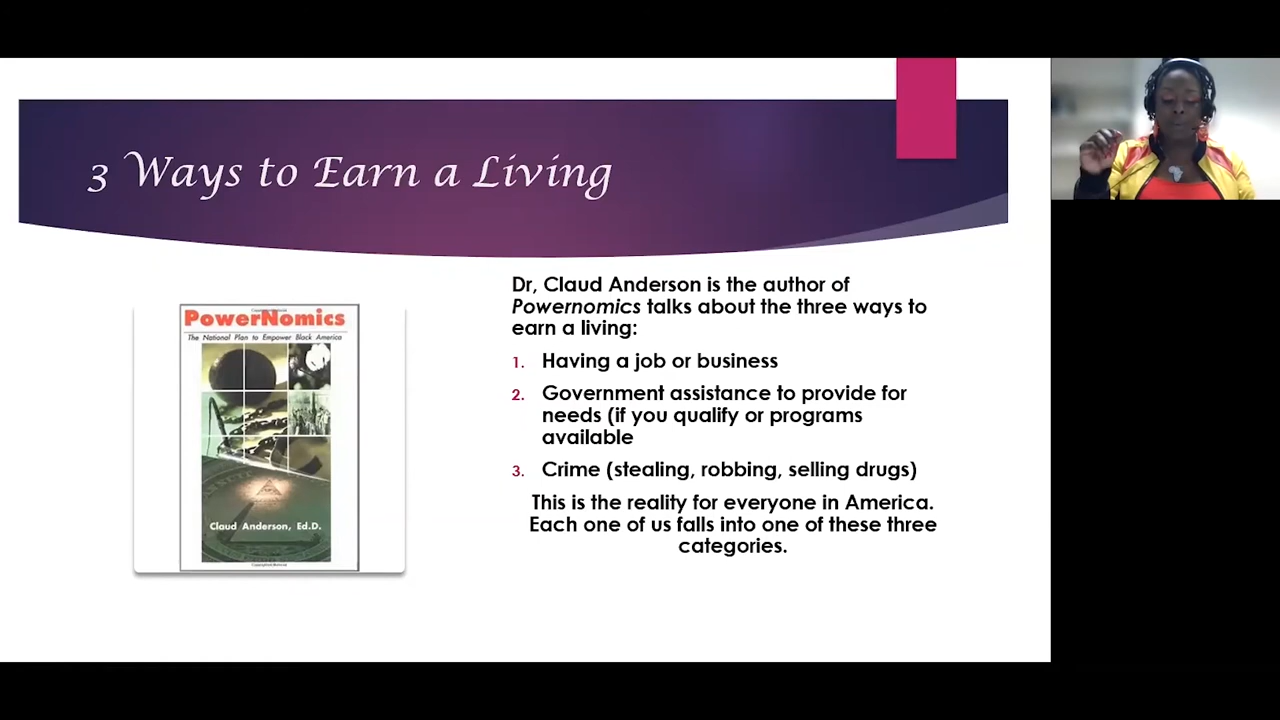 3 Ways to Earn a Living
Dr, Claud Anderson is the author of
Powernomics talks about the three ways to
earn a living:
1. Having a job or business
2. Government assistance to provide for
needs (if you qualify or programs
available
3. Crime (stealing, robbing, selling drugs)
This is the reality for everyone in America.
Each one of us falls into one of these three
categories.
PowerNomics
The National Plan to Empower Black America
Claud Anderson, Ed.D.